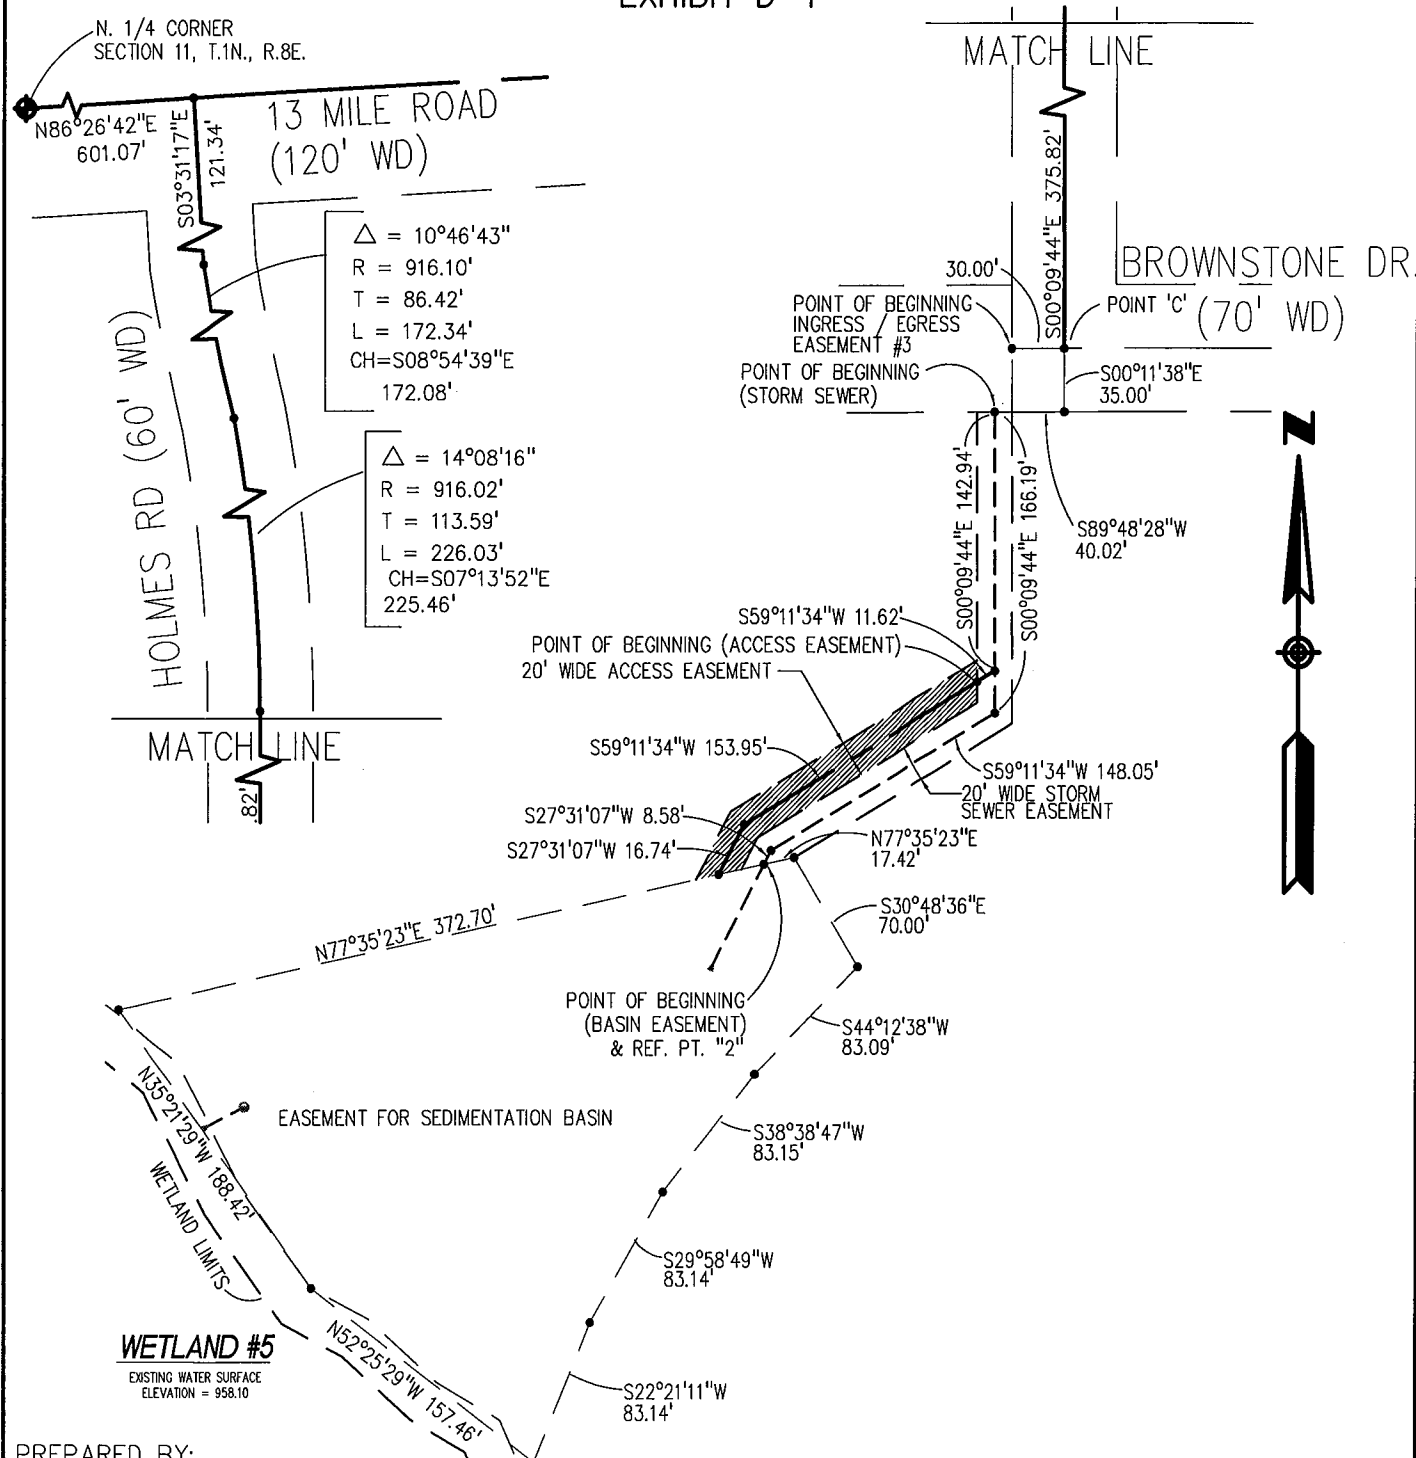 N. 1/4 CORNER
SECTION 11, T.1N., R.8E.
N86°26'42"E
601.07'
S03°31'17"E
121.34'
13 MILE ROAD
(120' WD)
△ = 10°46'43"
R = 916.10'
T = 86.42'
L = 172.34'
CH=S08°54'39"E
172.08'
△ = 14°08'16"
R = 916.02'
T = 113.59'
L = 226.03'
CH=S07°13'52"E
225.46'
HOLMES RD (60' WD)
MATCH LINE
.82'
MATCH LINE
S00°09'44"E 375.82'
BROWNSTONE DR.
(70' WD)
30.00'
POINT 'C'
POINT OF BEGINNING
INGRESS / EGRESS
EASEMENT #3
POINT OF BEGINNING
(STORM SEWER)
S00°11'38"E
35.00'
S89°48'28"W
40.02'
S00°09'44"E 142.94'
S00°09'44"E 166.19'
N
S59°11'34"W 11.62'
POINT OF BEGINNING (ACCESS EASEMENT)
20' WIDE ACCESS EASEMENT
S59°11'34"W 153.95'
S59°11'34"W 148.05'
20' WIDE STORM
SEWER EASEMENT
S27°31'07"W 8.58'
S27°31'07"W 16.74'
N77°35'23"E
17.42'
S30°48'36"E
70.00'
N77°35'23"E 372.70'
POINT OF BEGINNING
(BASIN EASEMENT)
& REF. PT. "2"
S44°12'38"W
83.09'
EASEMENT FOR SEDIMENTATION BASIN
N35°21'29"W 188.42'
S38°38'47"W
83.15'
WETLAND LIMITS
S29°58'49"W
83.14'
WETLAND #5
EXISTING WATER SURFACE
ELEVATION = 958.10
N52°25'29"W 157.46'
S22°21'11"W
83.14'
PREPARED BY: